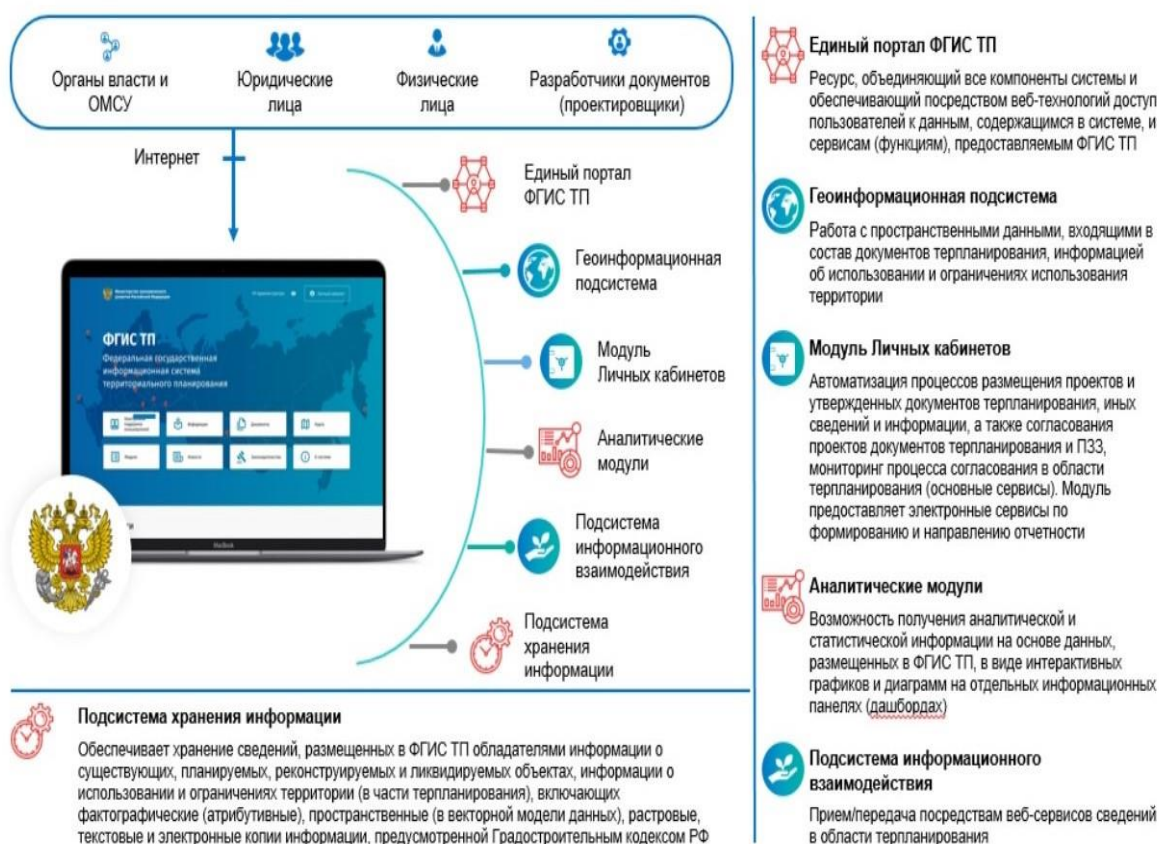 Органы власти и
ОМСУ
Юридические
лица
Физические
лица
Разработчики документов
(проектировщики)
Интернет
ФГИС ТП
Федеральная государственная
информационная система
территориального планирования
MacBook
Единый портал
ФГИС ТП
Геоинформационная
подсистема
Модуль
Личных кабинетов
Аналитические
модули
Подсистема
информационного
взаимодействия
Подсистема
хранения
информации
Подсистема хранения информации
Обеспечивает хранение сведений, размещенных в ФГИС ТП обладателями информации о
существующих, планируемых, реконструируемых и ликвидируемых объектах, информации о
использовании и ограничениях территории (в части терпланирования), включающих
фактографические (атрибутивные), пространственные (в векторной модели данных), растровые,
текстовые и электронные копии информации, предусмотренной Градостроительным кодексом РФ
Единый портал ФГИС ТП
Ресурс, объединяющий все компоненты системы и
обеспечивающий посредством веб-технологий доступ
пользователей к данным, содержащимся в системе, и
сервисам (функциям), предоставляемым ФГИС ТП
Геоинформационная подсистема
Работа с пространственными данными, входящими в
состав документов терпланирования, информацией
об использовании и ограничениях использования
территории
Модуль Личных кабинетов
Автоматизация процессов размещения проектов и
утвержденных документов терпланирования, иных
сведений и информации, а также согласования
проектов документов терпланирования и ПЗЗ,
мониторинг процесса согласования в области
терпланирования (основные сервисы). Модуль
предоставляет электронные сервисы по
формированию и направлению отчетности
Аналитические модули
Возможность получения аналитической и
статистической информации на основе данных,
размещенных в ФГИС ТП, в виде интерактивных
графиков и диаграмм на отдельных информационных
панелях (дашбордах)
Подсистема информационного
взаимодействия
Прием/передача посредствам веб-сервисов сведений
в области терпланирования